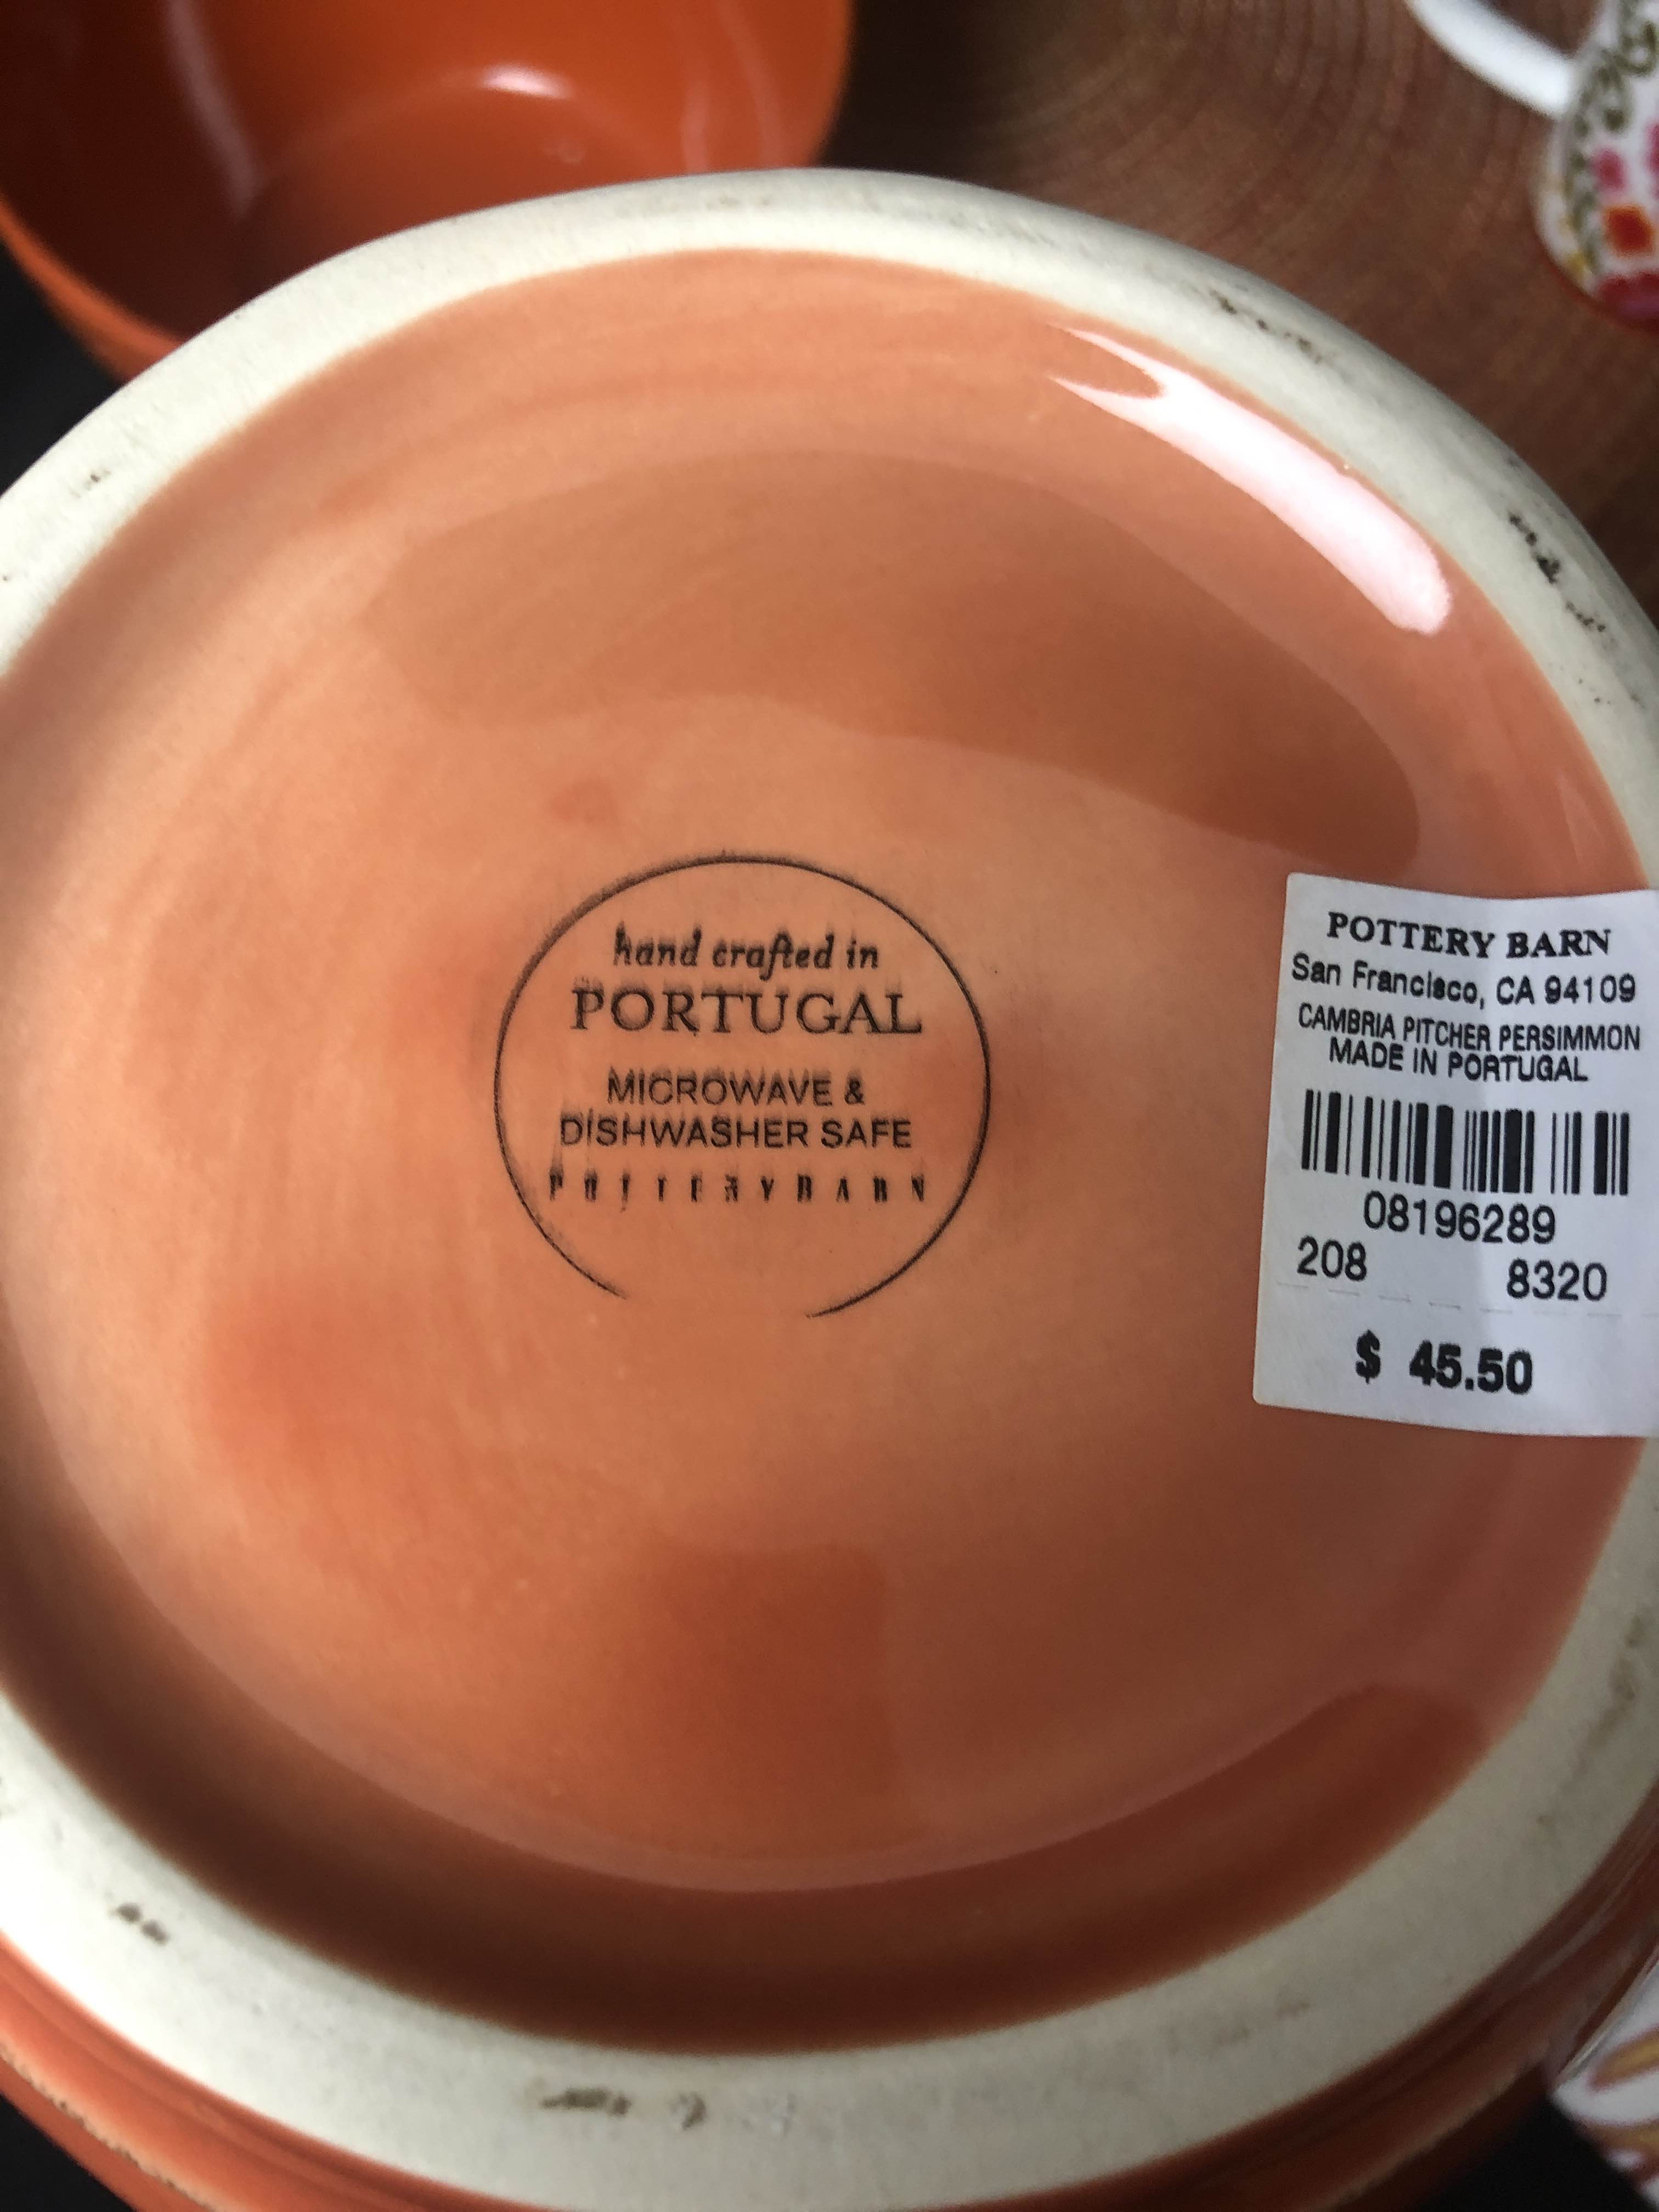 hand crafted in
PORTUGAL
MICROWAVE &
DISHWASHER SAFE
POTTERYBARN
POTTERY BARN
San Francisco, CA 94109
CAMBRIA PITCHER PERSIMMON
MADE IN PORTUGAL
08196289
208 8320
$ 45.50